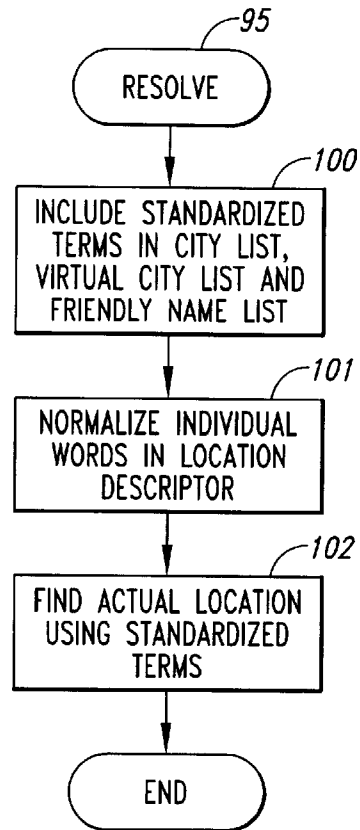 95
RESOLVE
100
INCLUDE STANDARDIZED
TERMS IN CITY LIST,
VIRTUAL CITY LIST AND
FRIENDLY NAME LIST
101
NORMALIZE INDIVIDUAL
WORDS IN LOCATION
DESCRIPTOR
102
FIND ACTUAL LOCATION
USING STANDARDIZED
TERMS
END